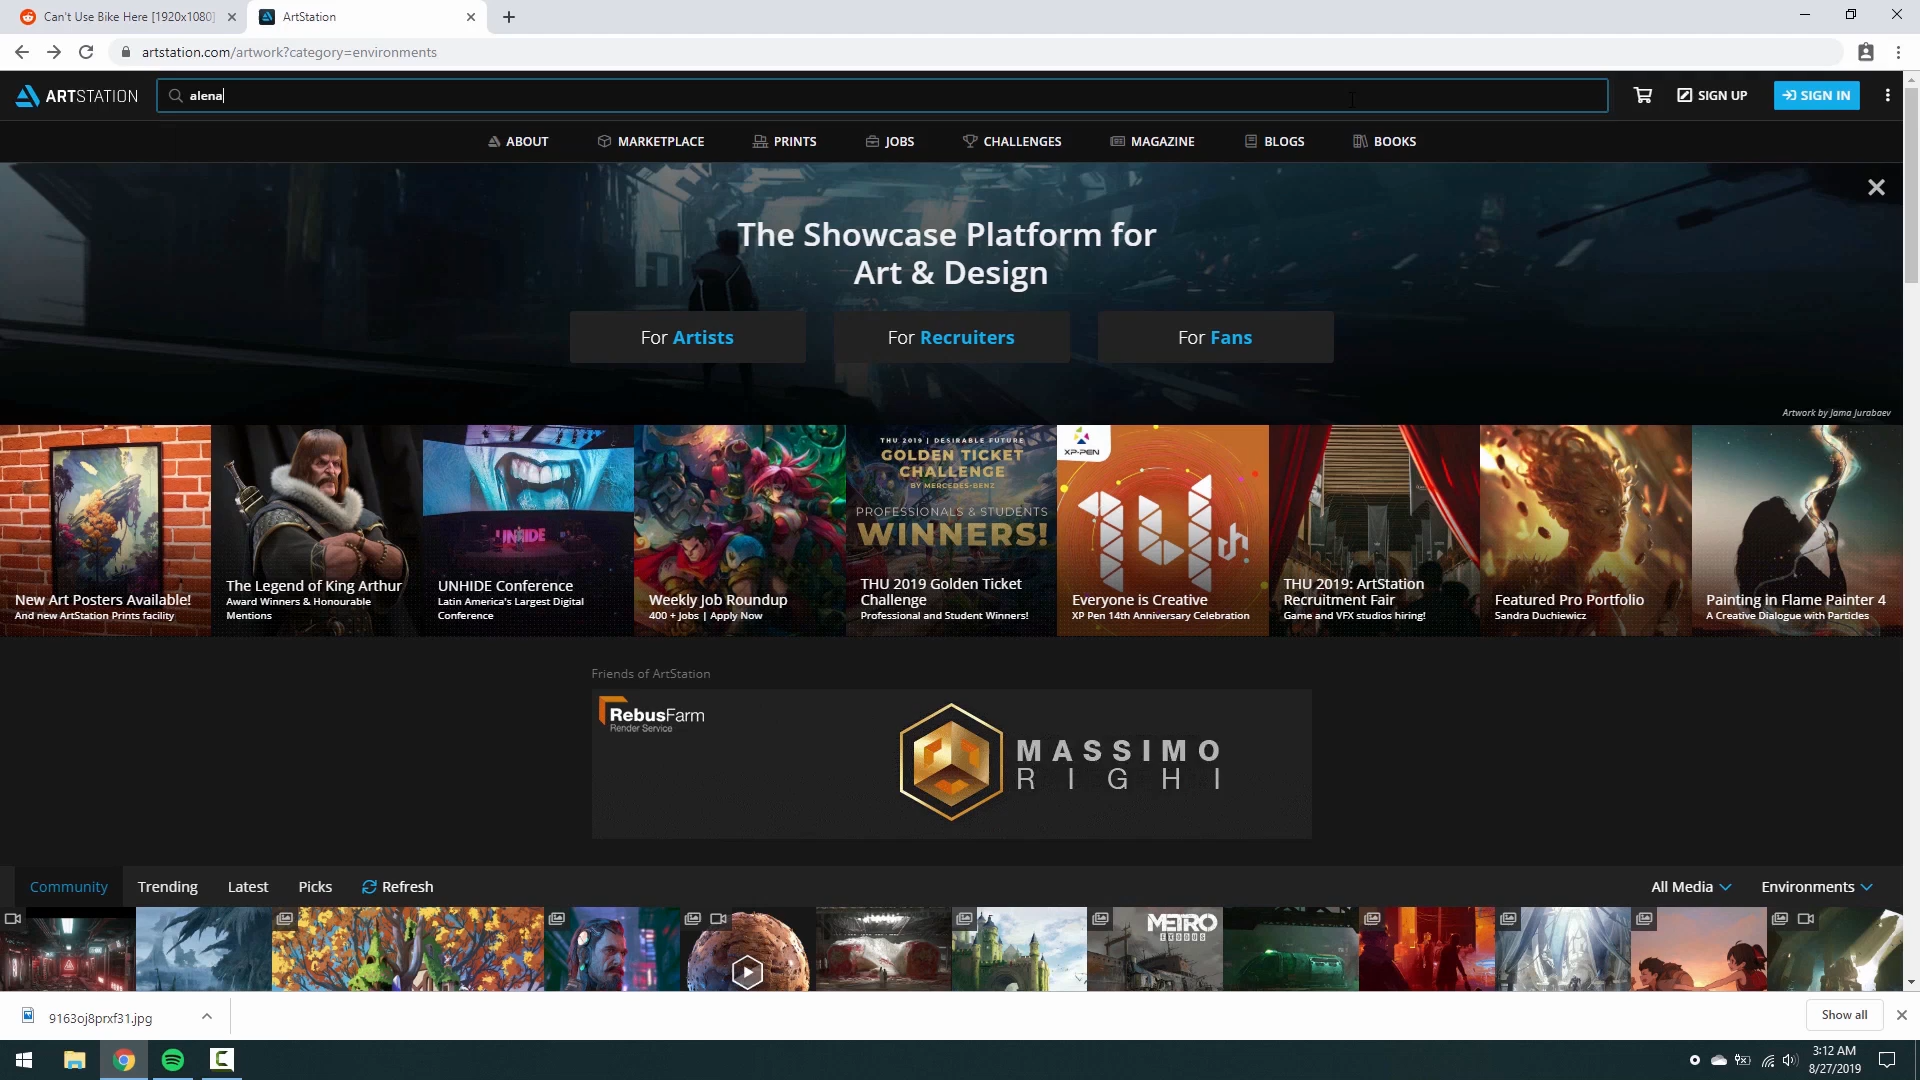 Can't Use Bike Here [1920x1080]
ArtStation
artstation.com/artwork?category=environments
ARTSTATION
alena
SIGN UP
SIGN IN
ABOUT
MARKETPLACE
PRINTS
JOBS
CHALLENGES
MAGAZINE
BLOGS
BOOKS
The Showcase Platform for
Art & Design
For Artists
For Recruiters
For Fans
Artwork by Jama Jurabaev
New Art Posters Available!
And new ArtStation Prints facility
The Legend of King Arthur
Award Winners & Honourable
Mentions
UNHIDE
UNHIDE Conference
Latin America's Largest Digital
Conference
Weekly Job Roundup
400 + Jobs | Apply Now
THU 2019 | DESIRABLE FUTURE
GOLDEN TICKET
CHALLENGE
BY MERCEDES-BENZ
PROFESSIONALS & STUDENTS
WINNERS!
THU 2019 Golden Ticket
Challenge
Professional and Student Winners!
XP-PEN
14th
Everyone is Creative
XP Pen 14th Anniversary Celebration
THU 2019: ArtStation
Recruitment Fair
Game and VFX studios hiring!
Featured Pro Portfolio
Sandra Duchiewicz
Painting in Flame Painter 4
A Creative Dialogue with Particles
Friends of ArtStation
RebusFarm
Render Service
MASSIMO
RIGHI
Community
Trending
Latest
Picks
Refresh
All Media
Environments
METRO
EXODUS
9163oj8prxf31.jpg
Show all
3:12 AM
8/27/2019